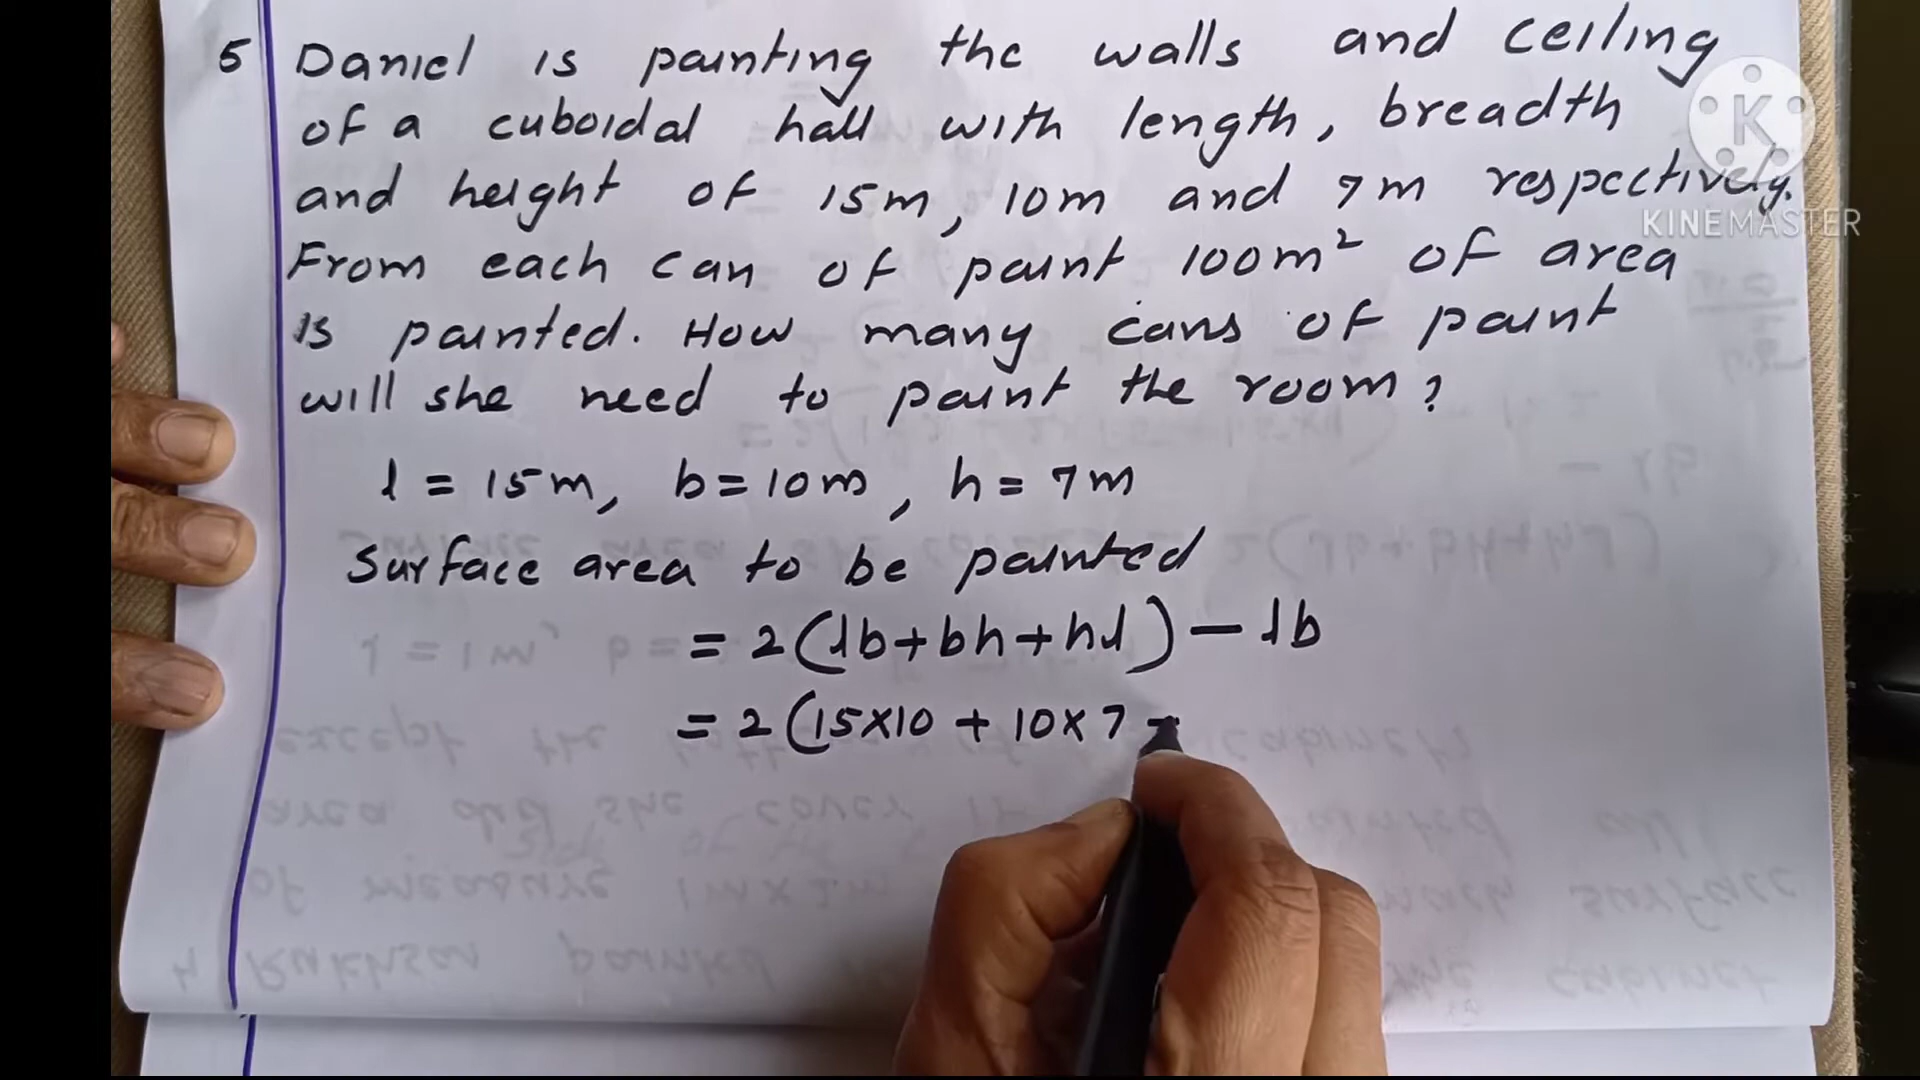 5 Daniel is painting the walls and ceiling
of a cuboidal hall with length, breadth
and height of 15m, 10m and 7m respectively.
From each can of paint 100m² of area
is painted. How many cans of paint
will she need to paint the room?
l = 15m, b = 10m, h = 7m
Surface area to be painted
= 2(lb+bh+hl) - lb
= 2(15×10 + 10×7
K
KINEMASTER